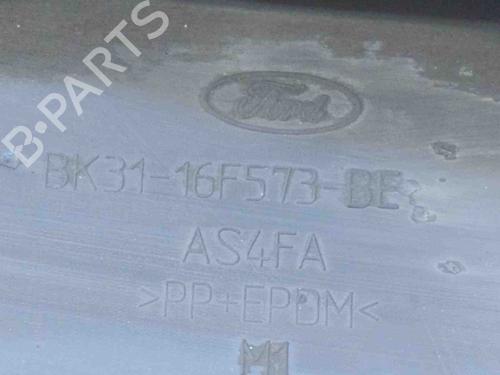 Ford
BK31-16F573-BE
AS4FA
>PP+EPDM<
B-PARTS